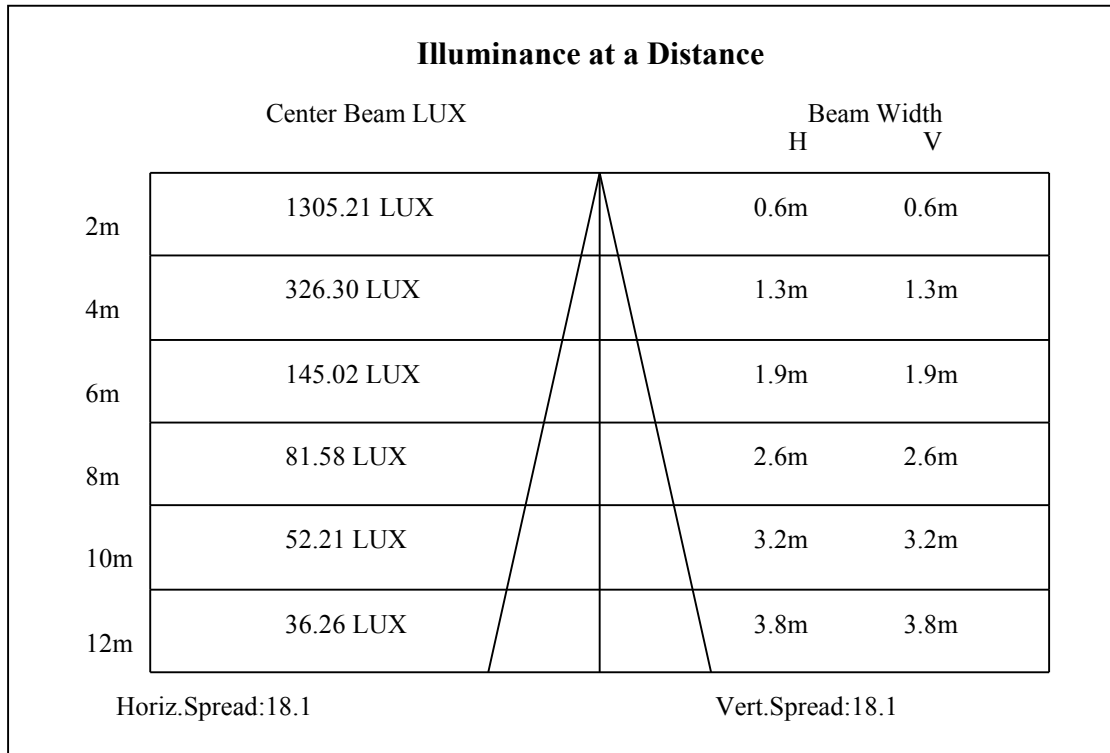 Illuminance at a Distance
Center Beam LUX Beam Width
H V
2m 1305.21 LUX 0.6m 0.6m
4m 326.30 LUX 1.3m 1.3m
6m 145.02 LUX 1.9m 1.9m
8m 81.58 LUX 2.6m 2.6m
10m 52.21 LUX 3.2m 3.2m
12m 36.26 LUX 3.8m 3.8m
Horiz.Spread:18.1 Vert.Spread:18.1